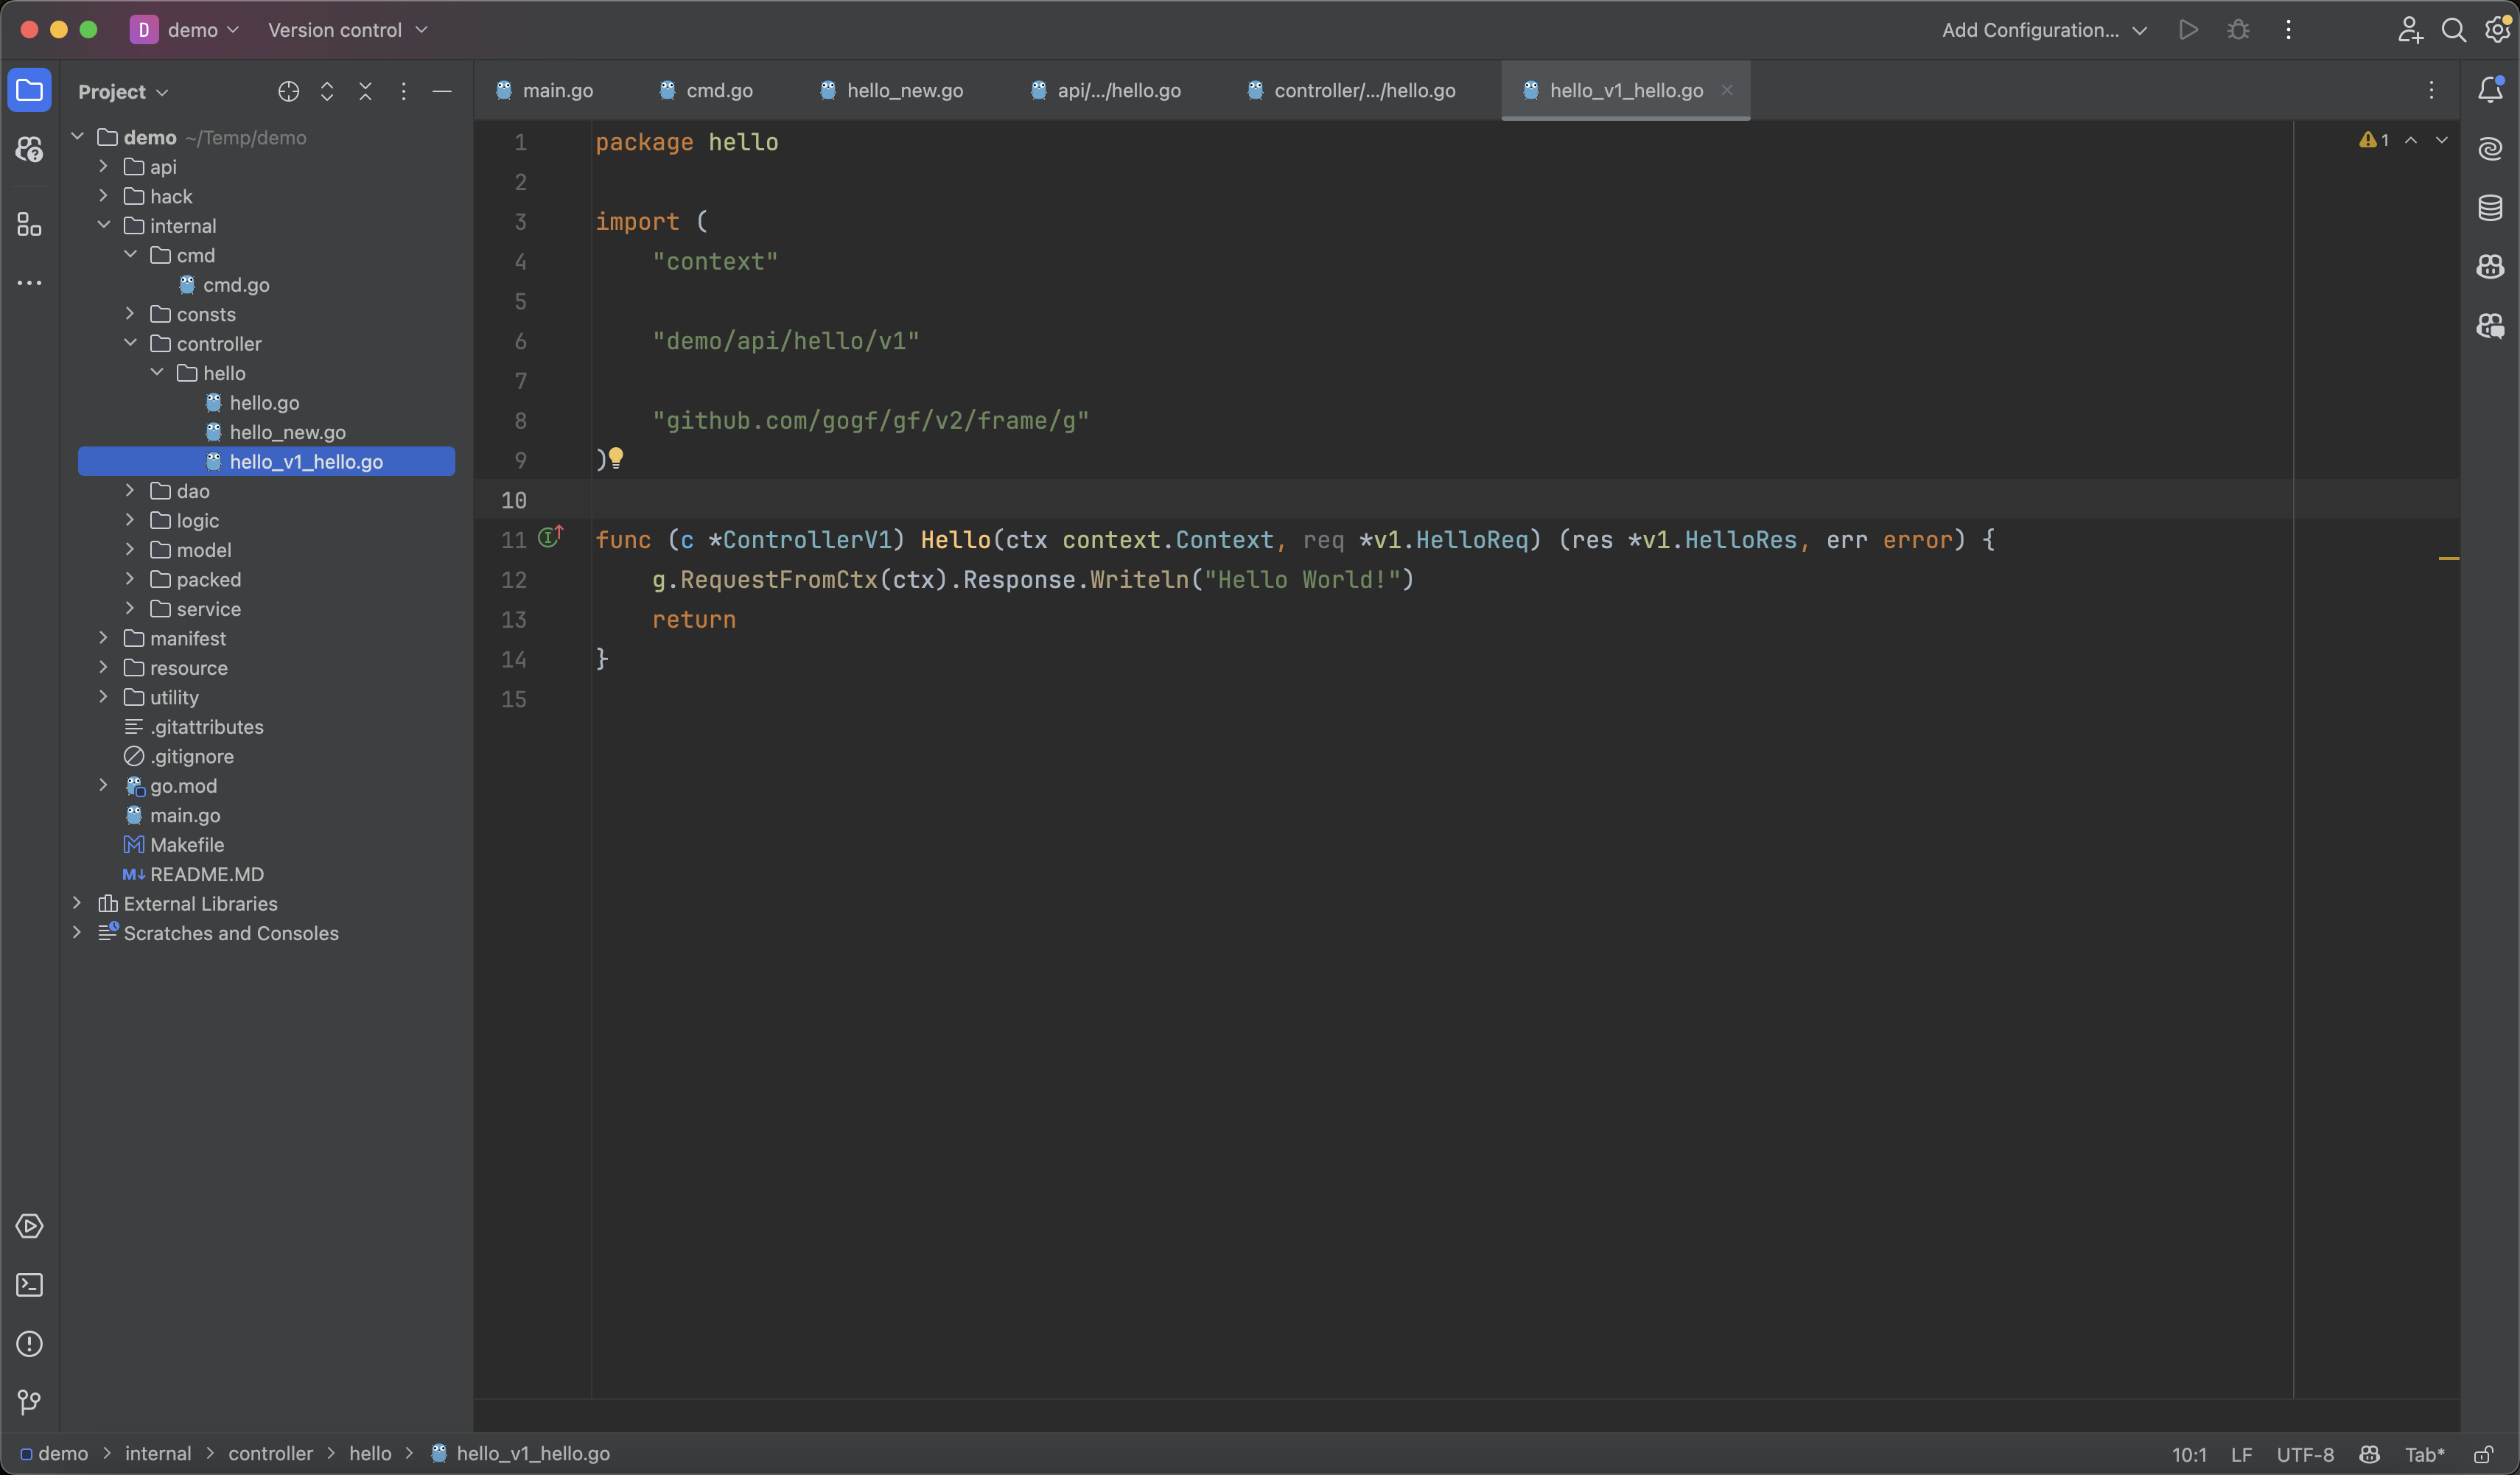 D demo Version control Add Configuration...
Project
main.go cmd.go hello_new.go api/.../hello.go controller/.../hello.go hello_v1_hello.go
demo ~/Temp/demo
api
hack
internal
cmd
cmd.go
consts
controller
hello
hello.go
hello_new.go
hello_v1_hello.go
dao
logic
model
packed
service
manifest
resource
utility
.gitattributes
.gitignore
go.mod
main.go
Makefile
README.MD
External Libraries
Scratches and Consoles
1 package hello
2
3 import (
4 "context"
5
6 "demo/api/hello/v1"
7
8 "github.com/gogf/gf/v2/frame/g"
9 )
10
11 func (c *ControllerV1) Hello(ctx context.Context, req *v1.HelloReq) (res *v1.HelloRes, err error) {
12 g.RequestFromCtx(ctx).Response.Writeln("Hello World!")
13 return
14 }
15
1
demo > internal > controller > hello > hello_v1_hello.go
10:1 LF UTF-8 Tab*